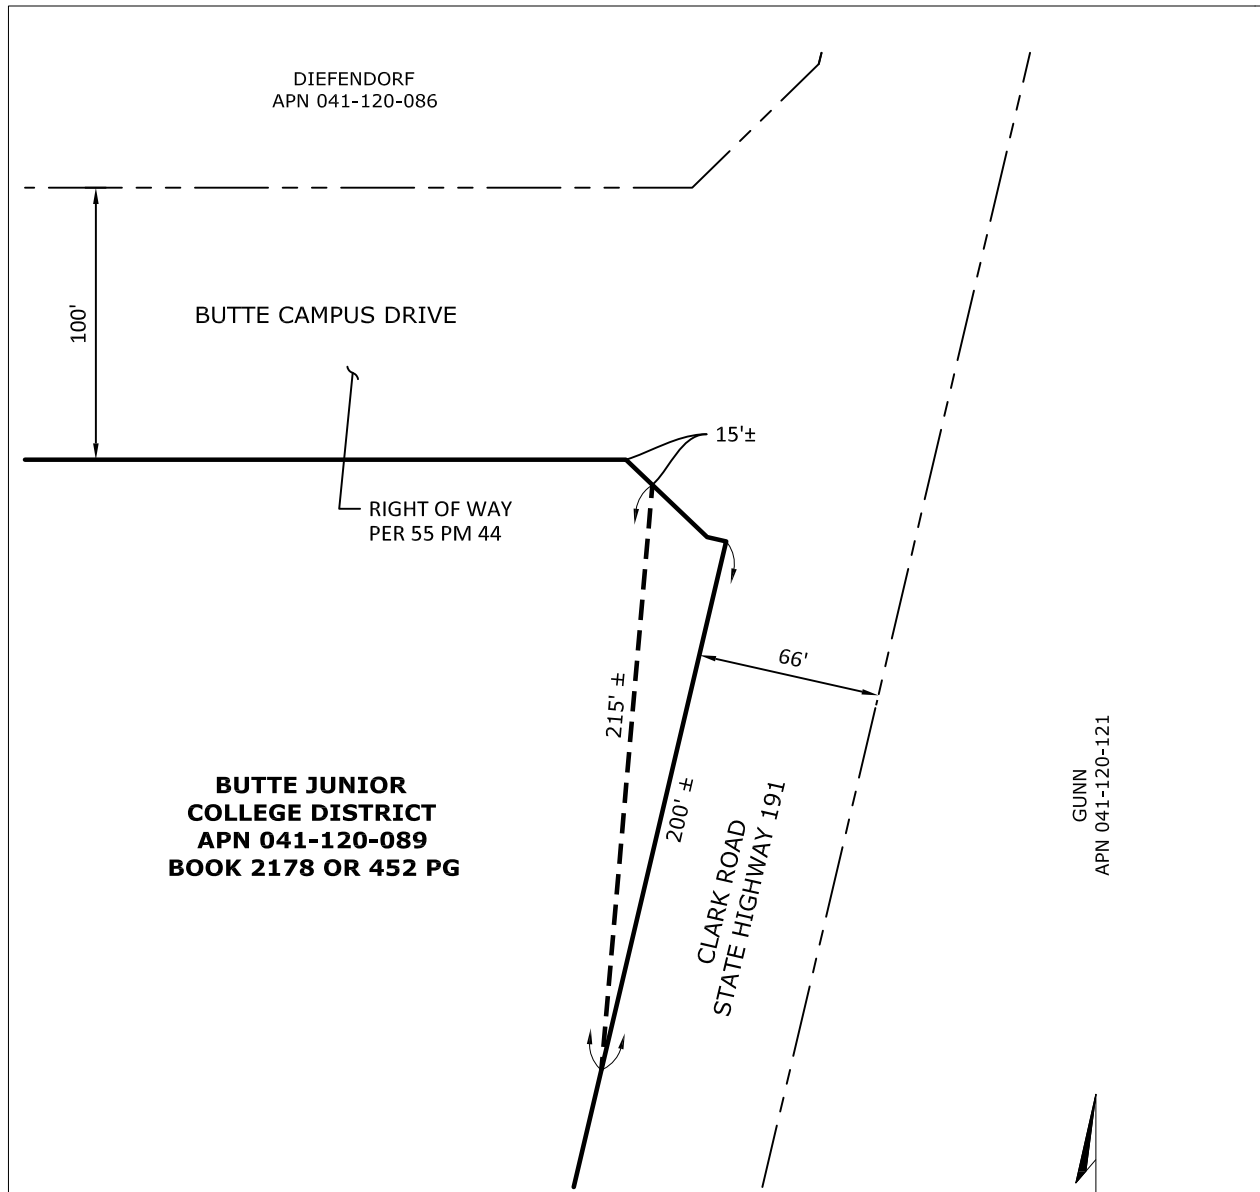 DIEFENDORF
APN 041-120-086
100'
BUTTE CAMPUS DRIVE
15'±
RIGHT OF WAY
PER 55 PM 44
66'
215' ±
200' ±
BUTTE JUNIOR
COLLEGE DISTRICT
APN 041-120-089
BOOK 2178 OR 452 PG
CLARK ROAD
STATE HIGHWAY 191
GUNN
APN 041-120-121